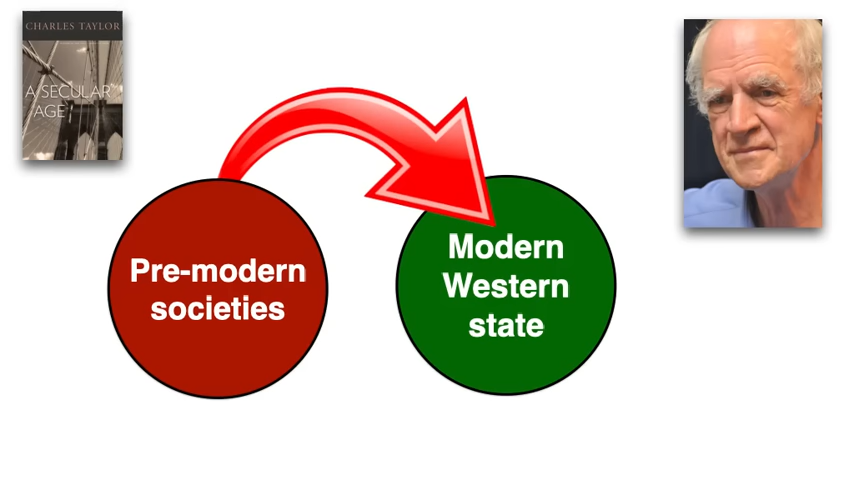 CHARLES TAYLOR
A SECULAR
AGE
Pre-modern
societies
Modern
Western
state